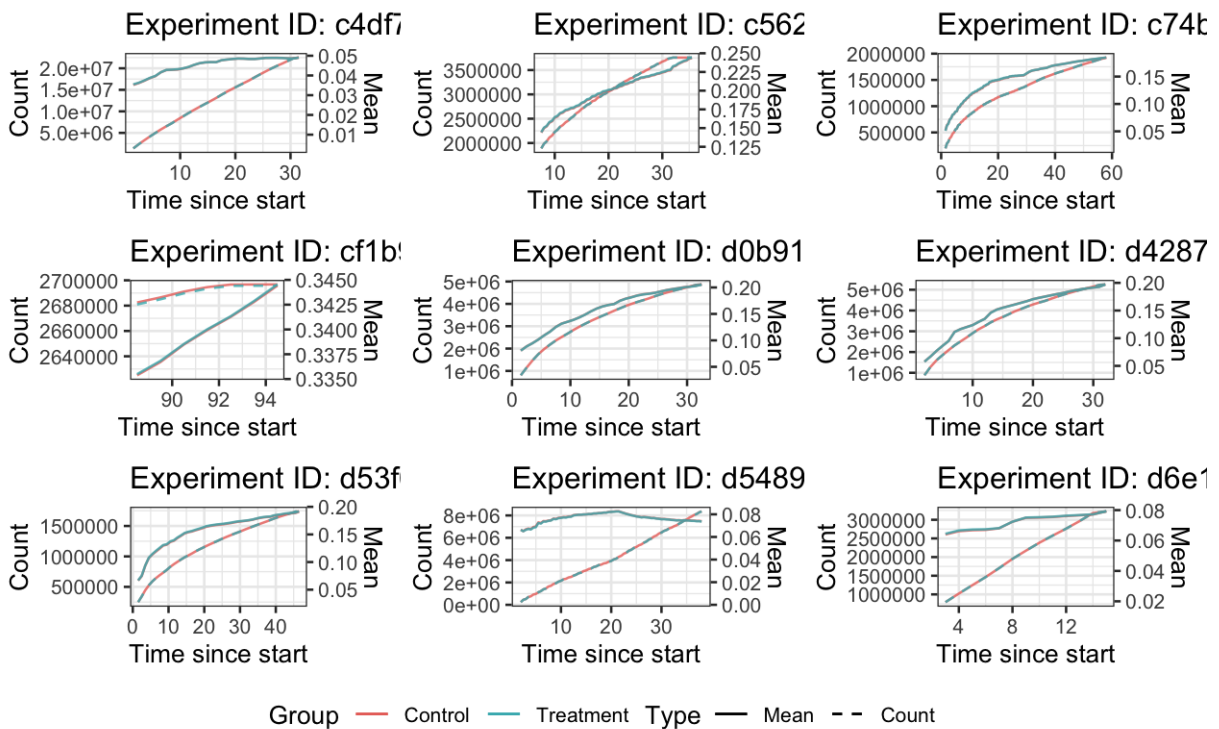 Experiment ID: c4df7
Experiment ID: c562
Experiment ID: c74b
Count
2.0e+07
1.5e+07
1.0e+07
5.0e+06
0.05
0.04
0.03
0.02
0.01
Mean
10 20 30
Time since start
Count
3500000
3000000
2500000
2000000
0.250
0.225
0.200
0.175
0.150
0.125
Mean
10 20 30
Time since start
Count
2000000
1500000
1000000
500000
0.15
0.10
0.05
Mean
0 20 40 60
Time since start
Experiment ID: cf1b9
Experiment ID: d0b91
Experiment ID: d4287
Count
2700000
2680000
2660000
2640000
0.3450
0.3425
0.3400
0.3375
0.3350
Mean
90 92 94
Time since start
Count
5e+06
4e+06
3e+06
2e+06
1e+06
0.20
0.15
0.10
0.05
Mean
0 10 20 30
Time since start
Count
5e+06
4e+06
3e+06
2e+06
1e+06
0.20
0.15
0.10
0.05
Mean
10 20 30
Time since start
Experiment ID: d53f
Experiment ID: d5489
Experiment ID: d6e1
Count
1500000
1000000
500000
0.20
0.15
0.10
0.05
Mean
0 10 20 30 40
Time since start
Count
8e+06
6e+06
4e+06
2e+06
0e+00
0.08
0.06
0.04
0.02
0.00
Mean
10 20 30
Time since start
Count
3000000
2500000
2000000
1500000
1000000
0.08
0.06
0.04
0.02
Mean
4 8 12
Time since start
Group Control Treatment Type Mean Count